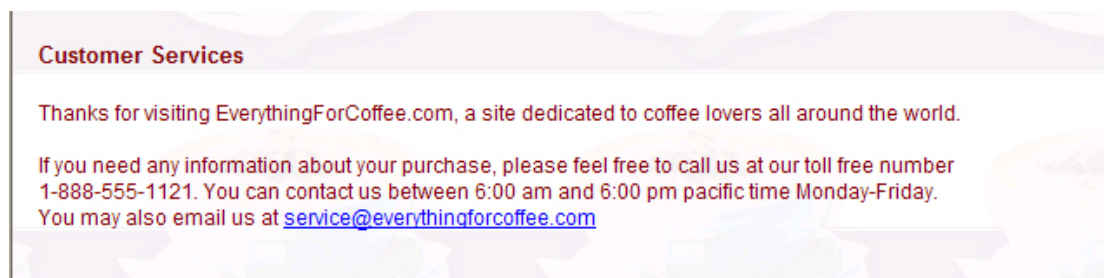 Customer Services
Thanks for visiting EverythingForCoffee.com, a site dedicated to coffee lovers all around the world.
If you need any information about your purchase, please feel free to call us at our toll free number
1-888-555-1121. You can contact us between 6:00 am and 6:00 pm pacific time Monday-Friday.
You may also email us at service@everythingforcoffee.com